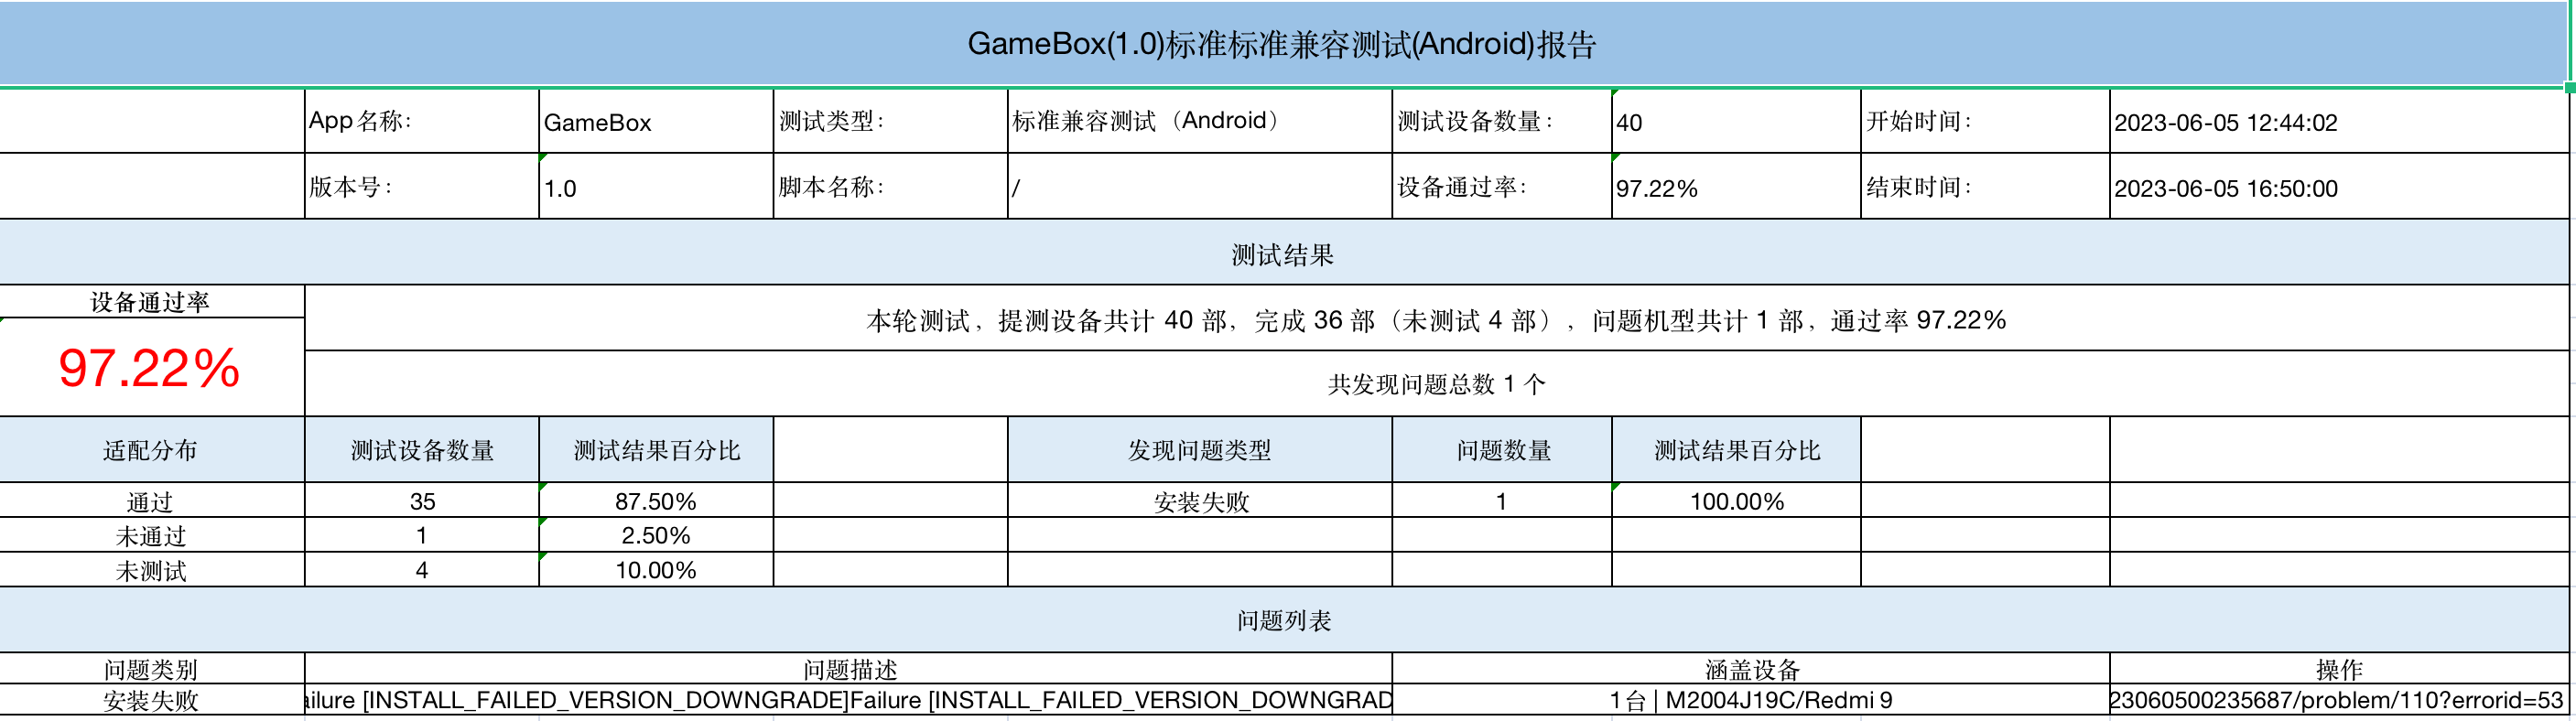 GameBox(1.0)标准标准兼容测试(Android)报告
App名称： GameBox 测试类型： 标准兼容测试（Android） 测试设备数量： 40 开始时间： 2023-06-05 12:44:02
版本号： 1.0 脚本名称： / 设备通过率： 97.22% 结束时间： 2023-06-05 16:50:00
测试结果
设备通过率
97.22%
本轮测试，提测设备共计 40 部，完成 36 部（未测试 4 部），问题机型共计 1 部，通过率 97.22%
共发现问题总数 1 个
适配分布 测试设备数量 测试结果百分比 发现问题类型 问题数量 测试结果百分比
通过 35 87.50% 安装失败 1 100.00%
未通过 1 2.50%
未测试 4 10.00%
问题列表
问题类别 问题描述 涵盖设备 操作
安装失败 ailure [INSTALL_FAILED_VERSION_DOWNGRADE]Failure [INSTALL_FAILED_VERSION_DOWNGRAD 1台 | M2004J19C/Redmi 9 23060500235687/problem/110?errorid=53